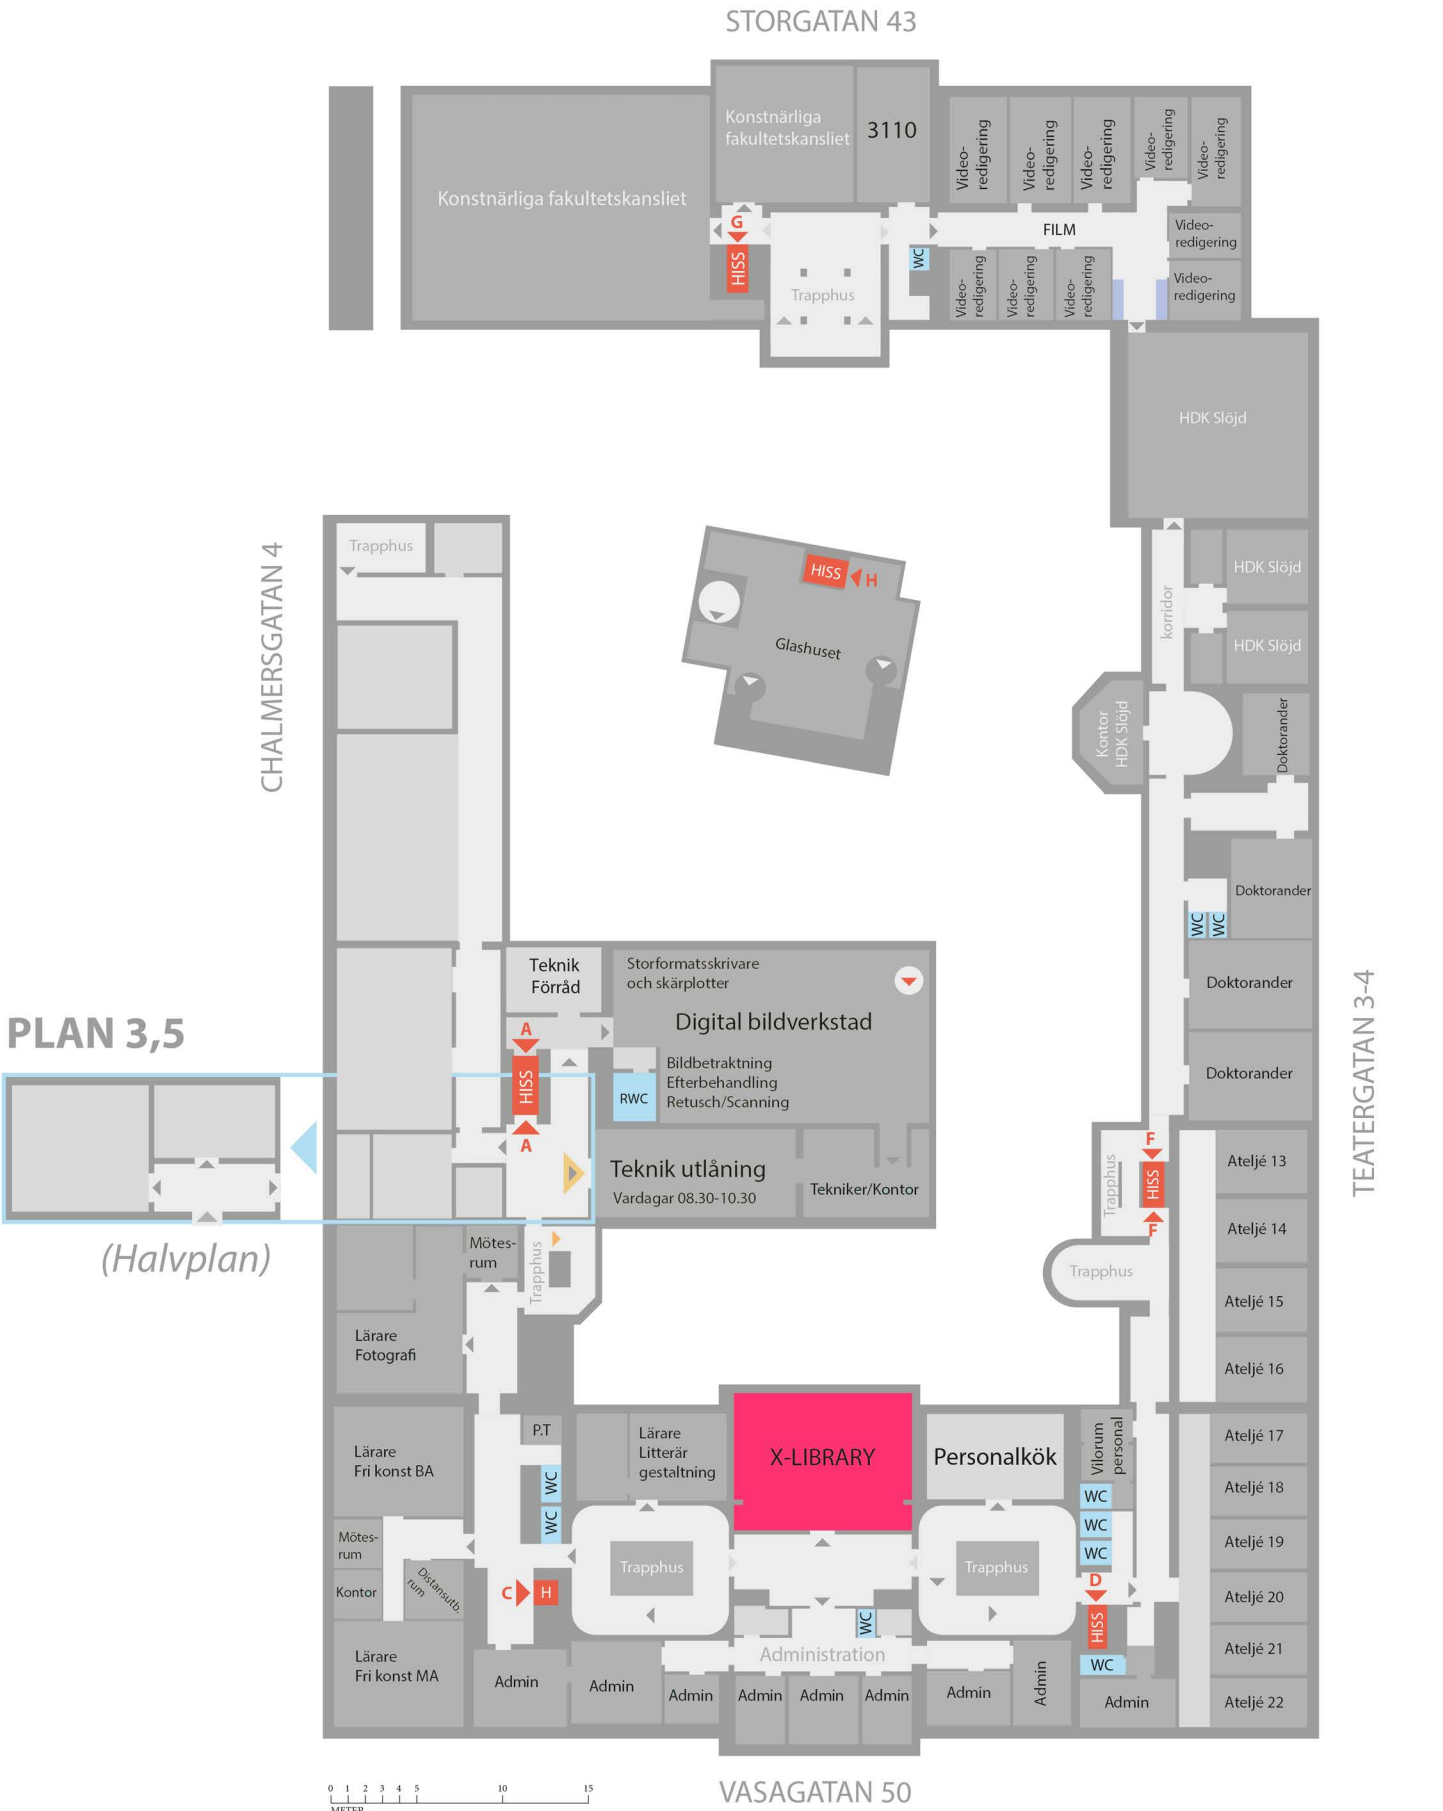 STORGATAN 43
Konstnärliga fakultetskansliet
Konstnärliga
fakultetskansliet
3110
Video-
redigering
Video-
redigering
Video-
redigering
Video-
redigering
Video-
redigering
G
HISS
Trapphus
WC
FILM
Video-
redigering
Video-
redigering
Video-
redigering
Video-
redigering
Video-
redigering
HDK Slöjd
CHALMERSGATAN 4
Trapphus
HISS
H
Glashuset
korridor
HDK Slöjd
HDK Slöjd
Kontor
HDK Slöjd
Doktorander
Doktorander
WC
WC
Doktorander
Doktorander
TEATERGATAN 3-4
PLAN 3,5
(Halvplan)
Teknik
Förråd
Storformatsskrivare
och skärplotter
Digital bildverkstad
A
HISS
A
RWC
Bildbetraktning
Efterbehandling
Retusch/Scanning
Teknik utlåning
Vardagar 08.30-10.30
Tekniker/Kontor
F
HISS
F
Trapphus
Trapphus
Ateljé 13
Ateljé 14
Ateljé 15
Ateljé 16
Mötes-
rum
Trapphus
Lärare
Fotografi
Lärare
Fri konst BA
P.T
WC
WC
Lärare
Litterär
gestaltning
X-LIBRARY
Personalkök
Vilorum
personal
WC
WC
WC
Ateljé 17
Ateljé 18
Ateljé 19
Ateljé 20
Ateljé 21
Ateljé 22
Mötes-
rum
Kontor
Distansutb.
rum
C
H
Trapphus
Trapphus
D
HISS
WC
WC
Administration
Lärare
Fri konst MA
Admin
Admin
Admin
Admin
Admin
Admin
Admin
Admin
Admin
0 1 2 3 4 5 10 15
METER
VASAGATAN 50